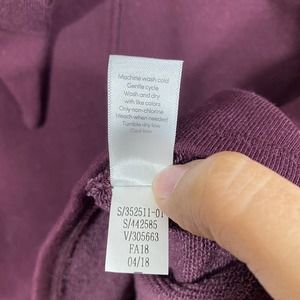 Machine wash cold
Gentle cycle
Wash and dry
with like colors
Only non-chlorine
bleach when needed
Tumble dry low
Cool iron
S/352511-01
S/442585
V/305663
FA18
04/18